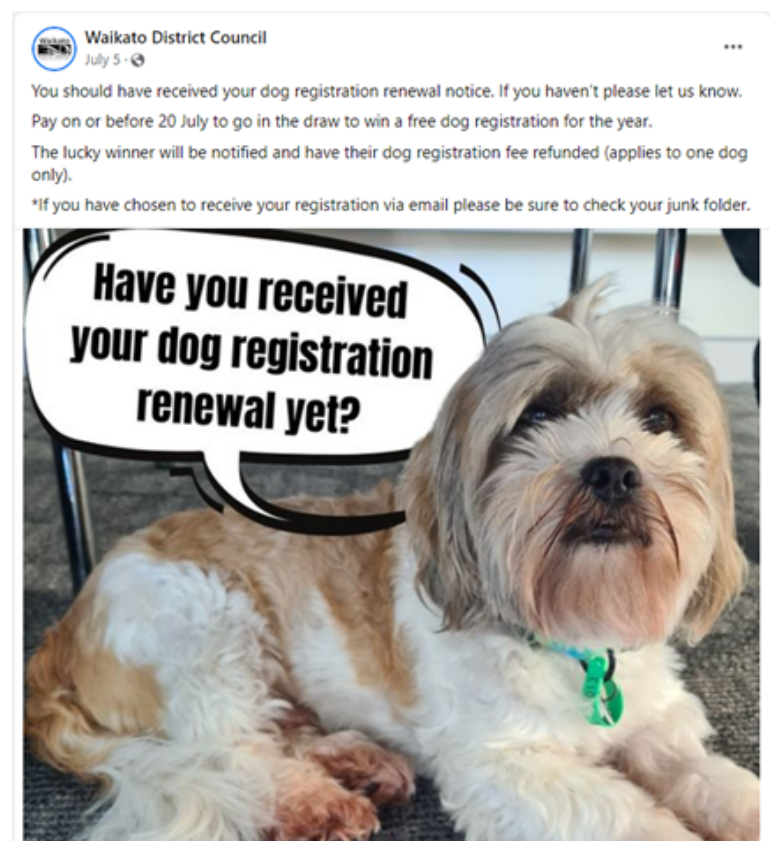 Waikato District Council
July 5 ·
You should have received your dog registration renewal notice. If you haven't please let us know.
Pay on or before 20 July to go in the draw to win a free dog registration for the year.
The lucky winner will be notified and have their dog registration fee refunded (applies to one dog
only).
*If you have chosen to receive your registration via email please be sure to check your junk folder.
Have you received
your dog registration
renewal yet?